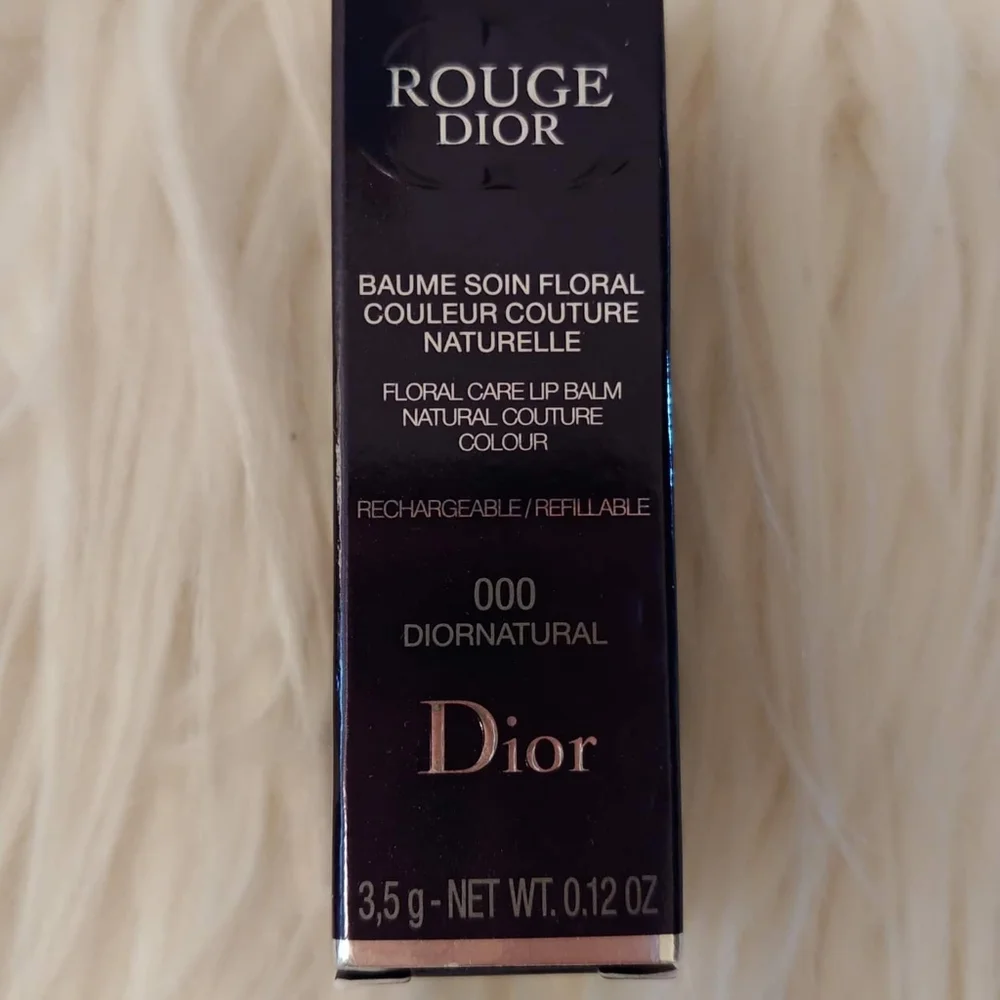 ROUGE
DIOR
BAUME SOIN FLORAL
COULEUR COUTURE
NATURELLE
FLORAL CARE LIP BALM
NATURAL COUTURE
COLOUR
RECHARGEABLE/REFILLABLE
000
DIORNATURAL
Dior
3,5 g - NET WT. 0.12 OZ